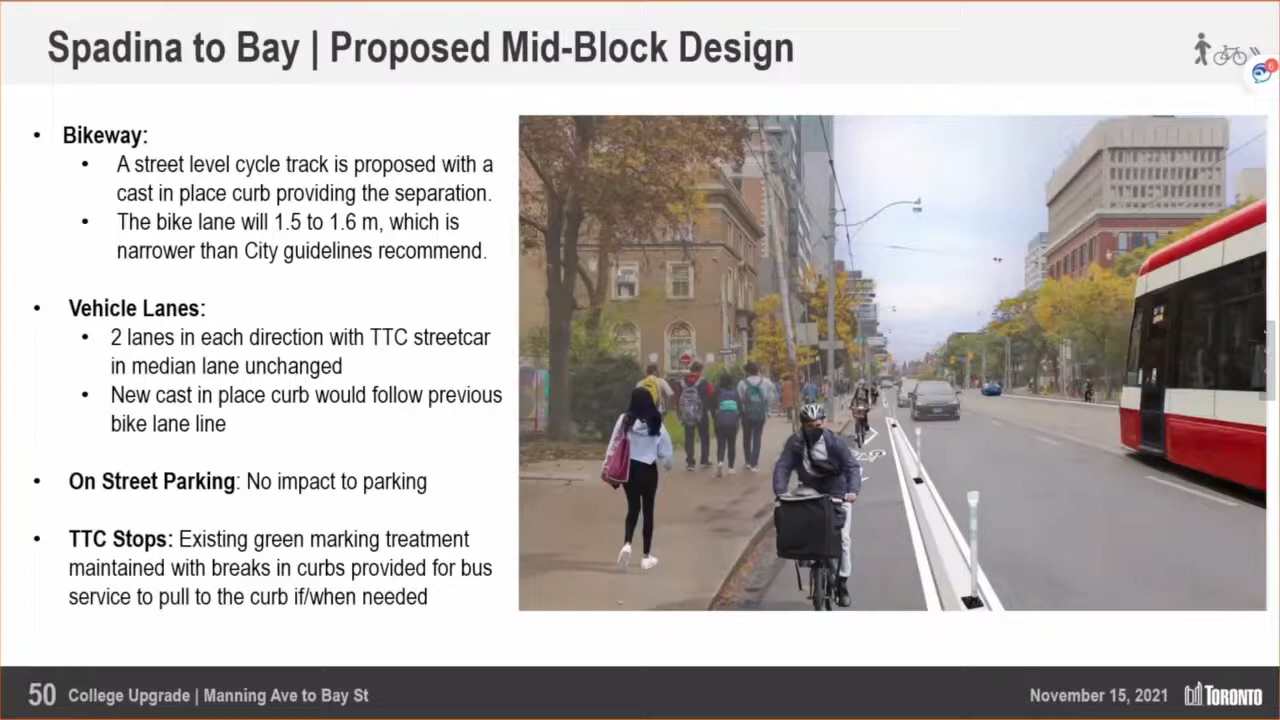 Spadina to Bay | Proposed Mid-Block Design
6
• Bikeway:
• A street level cycle track is proposed with a
cast in place curb providing the separation.
• The bike lane will 1.5 to 1.6 m, which is
narrower than City guidelines recommend.
• Vehicle Lanes:
• 2 lanes in each direction with TTC streetcar
in median lane unchanged
• New cast in place curb would follow previous
bike lane line
• On Street Parking: No impact to parking
• TTC Stops: Existing green marking treatment
maintained with breaks in curbs provided for bus
service to pull to the curb if/when needed
50 College Upgrade | Manning Ave to Bay St
November 15, 2021 TORONTO